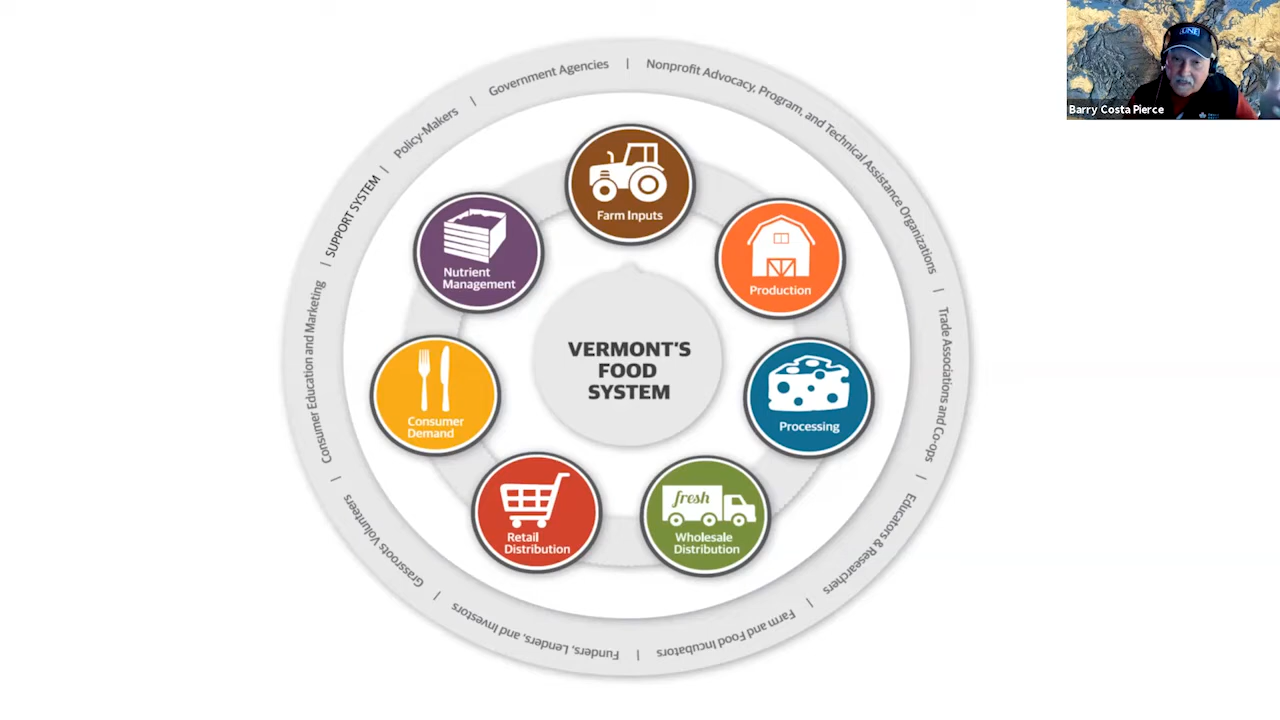 SUPPORT SYSTEM | Policy-Makers | Government Agencies | Nonprofit Advocacy, Program, and Technical Assistance Organizations | Trade Associations and Co-ops | Educators & Researchers | Farm and Food Incubators | Funders, Lenders, and Investors | Grassroots Volunteers | Consumer Education and Marketing |
Farm Inputs
Production
Processing
fresh
Wholesale
Distribution
Retail
Distribution
Consumer
Demand
Nutrient
Management
VERMONT'S
FOOD
SYSTEM
UNE
Barry Costa Pierce